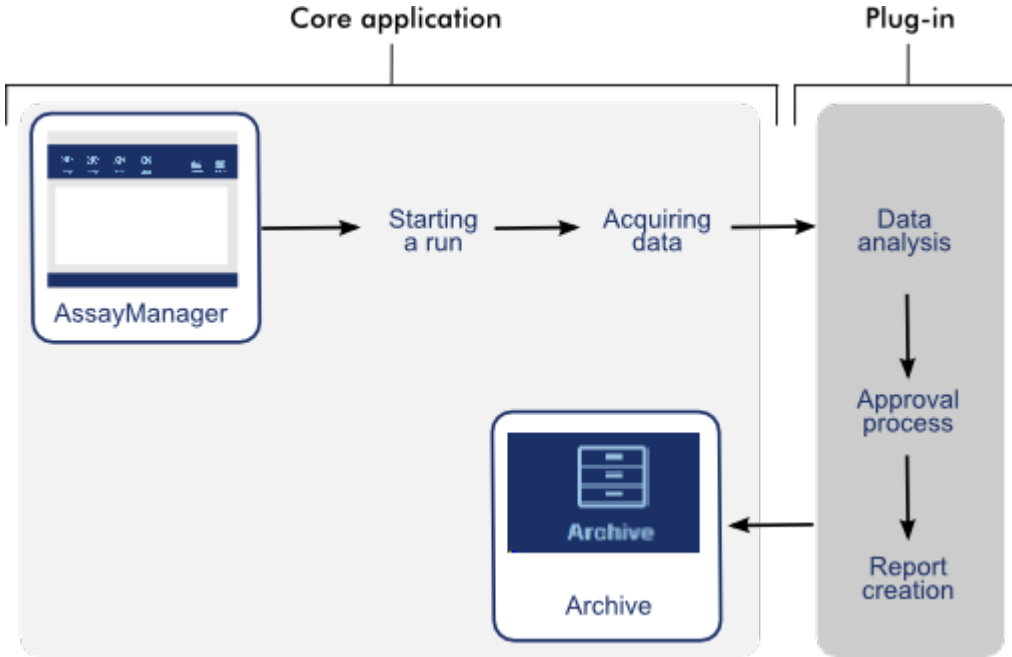 Core application
Plug-in
AssayManager
Starting
a run
Acquiring
data
Data
analysis
Approval
process
Archive
Archive
Report
creation